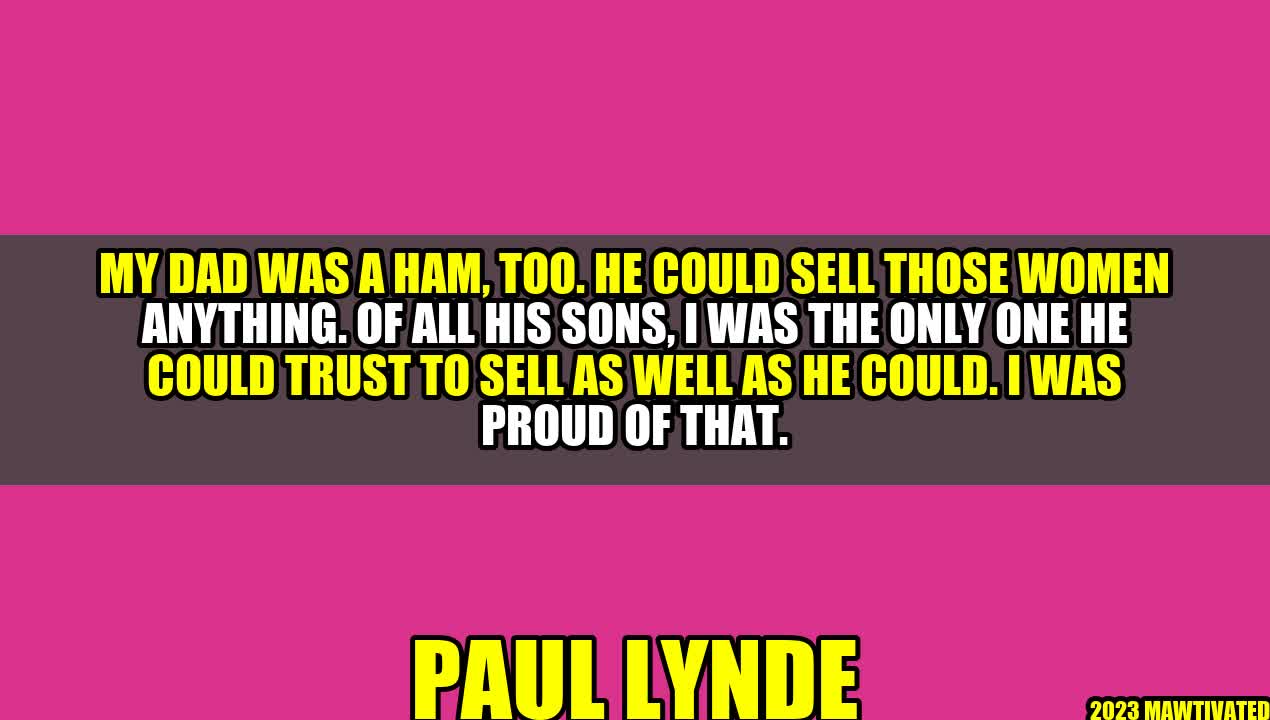 MY DAD WAS A HAM, TOO. HE COULD SELL THOSE WOMEN
ANYTHING. OF ALL HIS SONS, I WAS THE ONLY ONE HE
COULD TRUST TO SELL AS WELL AS HE COULD. I WAS
PROUD OF THAT.
PAUL LYNDE
2023 MAWTIVATED